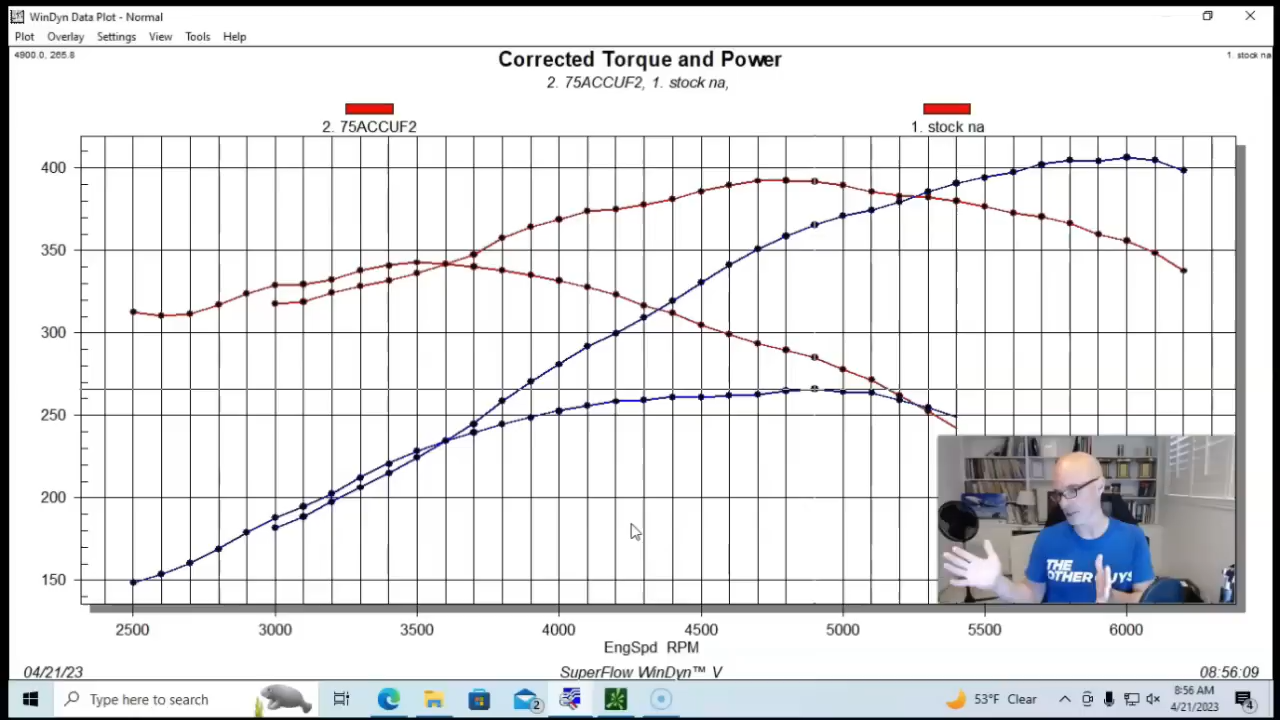 WinDyn Data Plot - Normal
Plot Overlay Settings View Tools Help
4900.0, 265.8
1. stock na
Corrected Torque and Power
2. 75ACCUF2, 1. stock na,
2. 75ACCUF2
1. stock na
400
350
300
250
200
150
2500 3000 3500 4000 4500 5000 5500 6000
EngSpd RPM
THE
OTHER GUYS
04/21/23
SuperFlow WinDyn™ V
08:56:09
Type here to search
2
53°F Clear
8:56 AM
4/21/2023
4